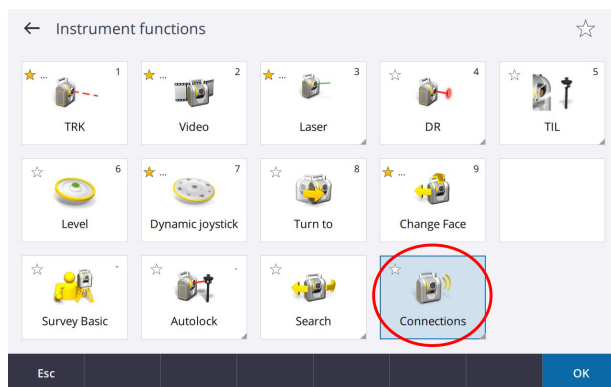 Instrument functions
... 1
TRK
... 2
Video
... 3
Laser
4
DR
5
TIL
6
Level
... 7
Dynamic joystick
8
Turn to
... 9
Change Face
-
Survey Basic
.
Autolock
Search
Connections
Esc
OK